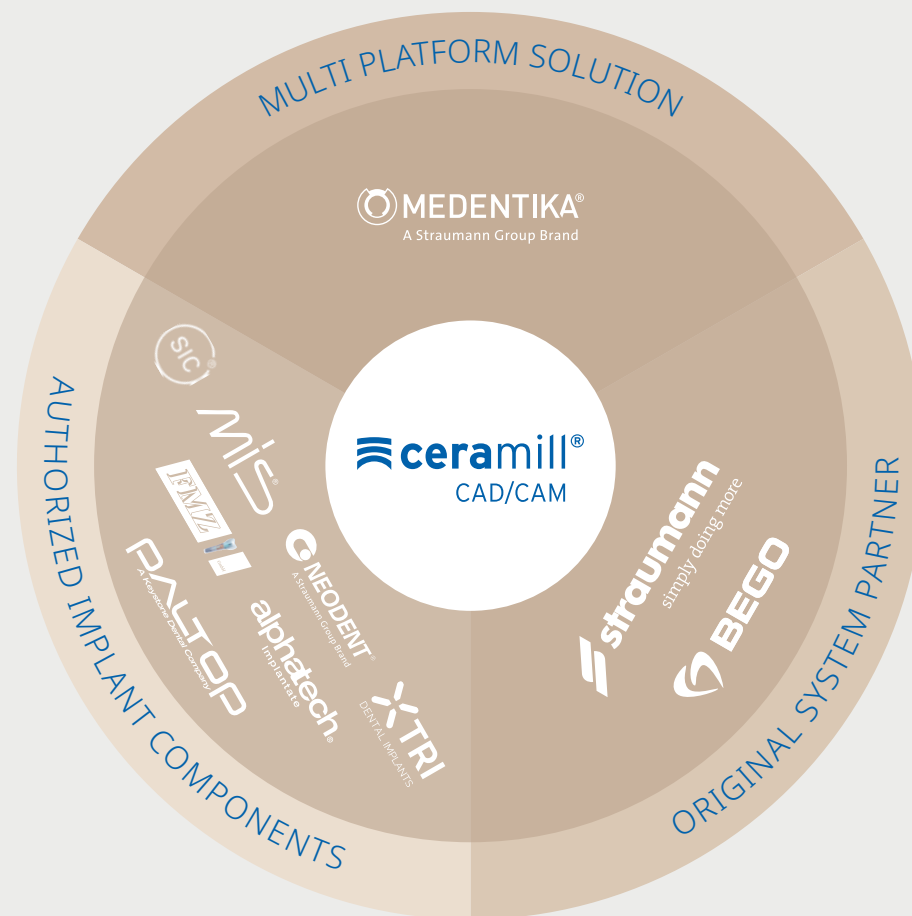 MULTI PLATFORM SOLUTION
MEDENTIKA®
A Straumann Group Brand
SIC®
mis®
FMZ
NEODENT®
A Straumann Group Brand
PALTOP
A Keystone Dental Company
alphatech®
Implantate
TRI
DENTAL IMPLANTS
AUTHORIZED IMPLANT COMPONENTS
ceramill®
CAD/CAM
straumann
simply doing more
BEGO
ORIGINAL SYSTEM PARTNER